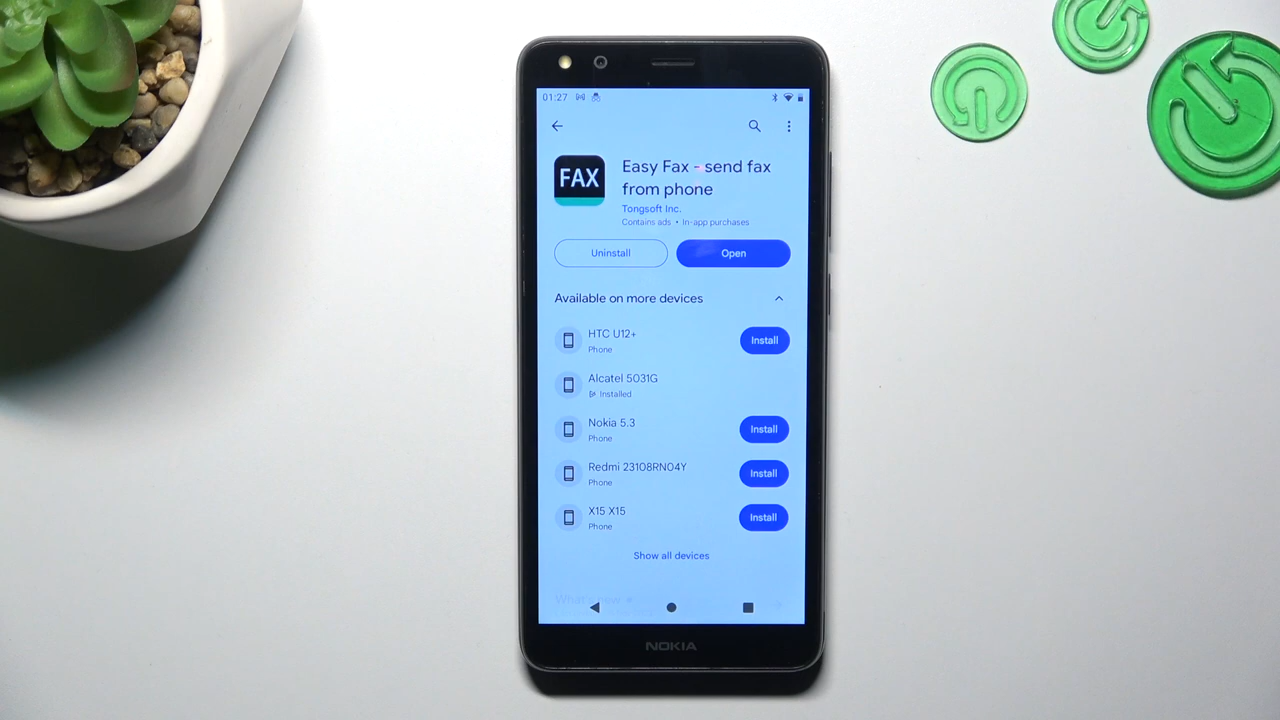 01:27
Easy Fax - send fax
from phone
FAX
Tongsoft Inc.
Contains ads • In-app purchases
Uninstall
Open
Available on more devices
HTC U12+
Phone
Install
Alcatel 5031G
Installed
Nokia 5.3
Phone
Install
Redmi 23108RN04Y
Phone
Install
X15 X15
Phone
Install
Show all devices
What's new
NOKIA